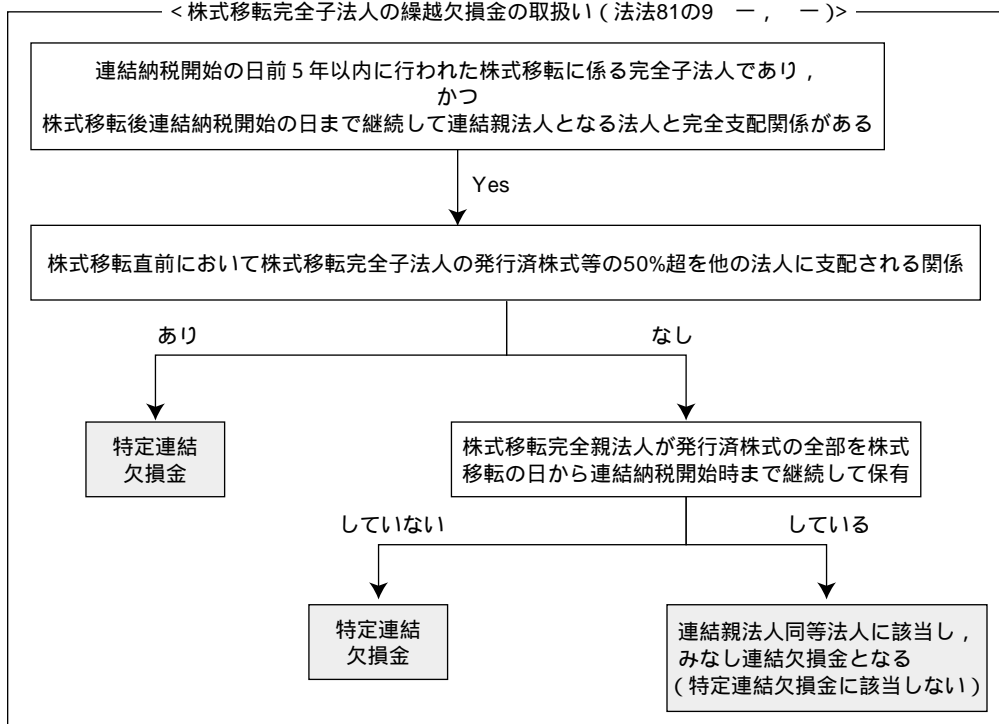 <株式移転完全子法人の繰越欠損金の取扱い(法法81の9 一, 一)>
連結納税開始の日前5年以内に行われた株式移転に係る完全子法人であり,
かつ
株式移転後連結納税開始の日まで継続して連結親法人となる法人と完全支配関係がある
Yes
株式移転直前において株式移転完全子法人の発行済株式等の50%超を他の法人に支配される関係
あり
なし
特定連結
欠損金
株式移転完全親法人が発行済株式の全部を株式
移転の日から連結納税開始時まで継続して保有
していない
している
特定連結
欠損金
連結親法人同等法人に該当し,
みなし連結欠損金となる
(特定連結欠損金に該当しない)